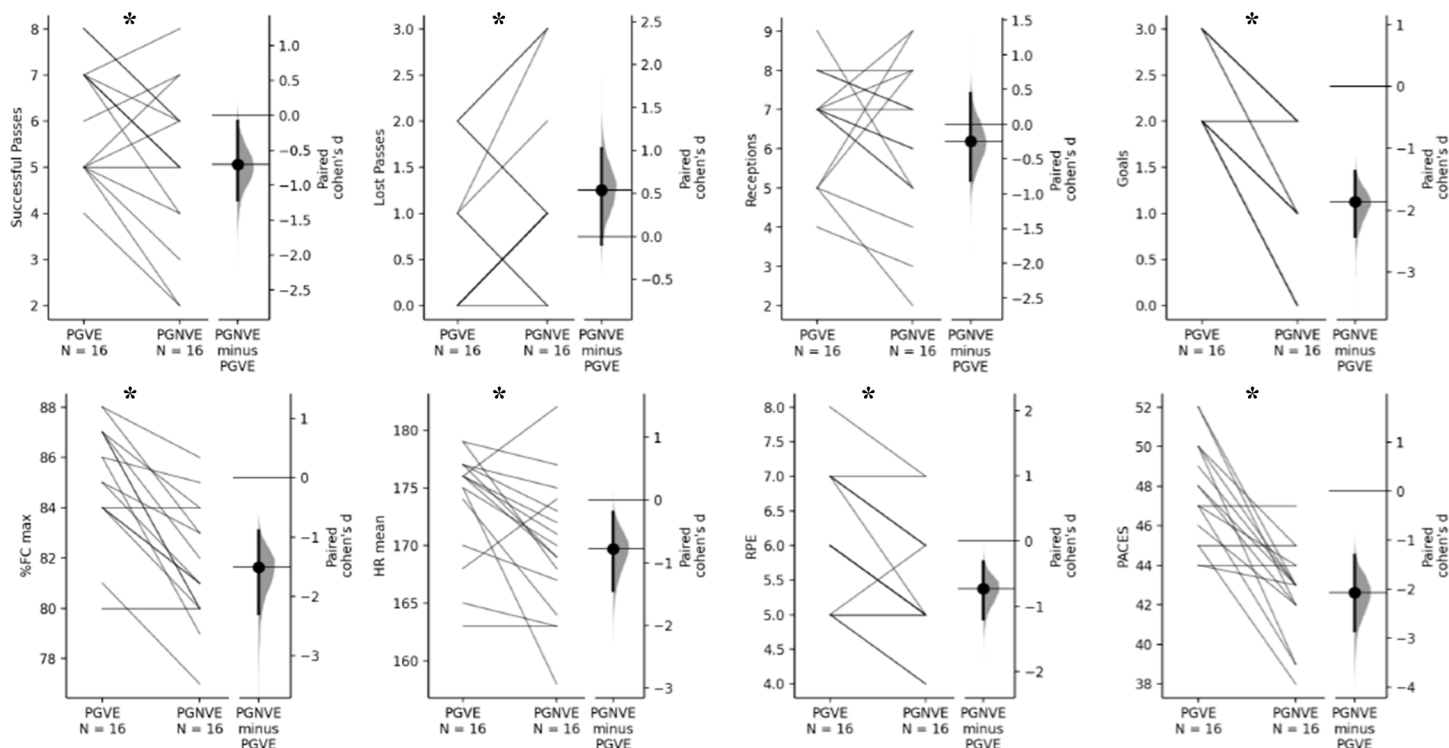 * * *
Successful Passes
8
7
6
5
4
3
2
1.0
0.5
0.0
−0.5
−1.0
−1.5
−2.0
−2.5
Paired
cohen's d
PGVE
N = 16
PGNVE
N = 16
PGNVE
minus
PGVE
Lost Passes
3.0
2.5
2.0
1.5
1.0
0.5
0.0
2.5
2.0
1.5
1.0
0.5
0.0
−0.5
Paired
cohen's d
PGVE
N = 16
PGNVE
N = 16
PGNVE
minus
PGVE
Receptions
9
8
7
6
5
4
3
2
1.5
1.0
0.5
0.0
−0.5
−1.0
−1.5
−2.0
−2.5
Paired
cohen's d
PGVE
N = 16
PGNVE
N = 16
PGNVE
minus
PGVE
Goals
3.0
2.5
2.0
1.5
1.0
0.5
0.0
1
0
−1
−2
−3
Paired
cohen's d
PGVE
N = 16
PGNVE
N = 16
PGNVE
minus
PGVE
* * * *
%FC max
88
86
84
82
80
78
1
0
−1
−2
−3
Paired
cohen's d
PGVE
N = 16
PGNVE
N = 16
PGNVE
minus
PGVE
HR mean
180
175
170
165
160
1
0
−1
−2
−3
Paired
cohen's d
PGVE
N = 16
PGNVE
N = 16
PGNVE
minus
PGVE
RPE
8.0
7.5
7.0
6.5
6.0
5.5
5.0
4.5
4.0
2
1
0
−1
−2
Paired
cohen's d
PGVE
N = 16
PGNVE
N = 16
PGNVE
minus
PGVE
PACES
52
50
48
46
44
42
40
38
1
0
−1
−2
−3
−4
Paired
cohen's d
PGVE
N = 16
PGNVE
N = 16
PGNVE
minus
PGVE